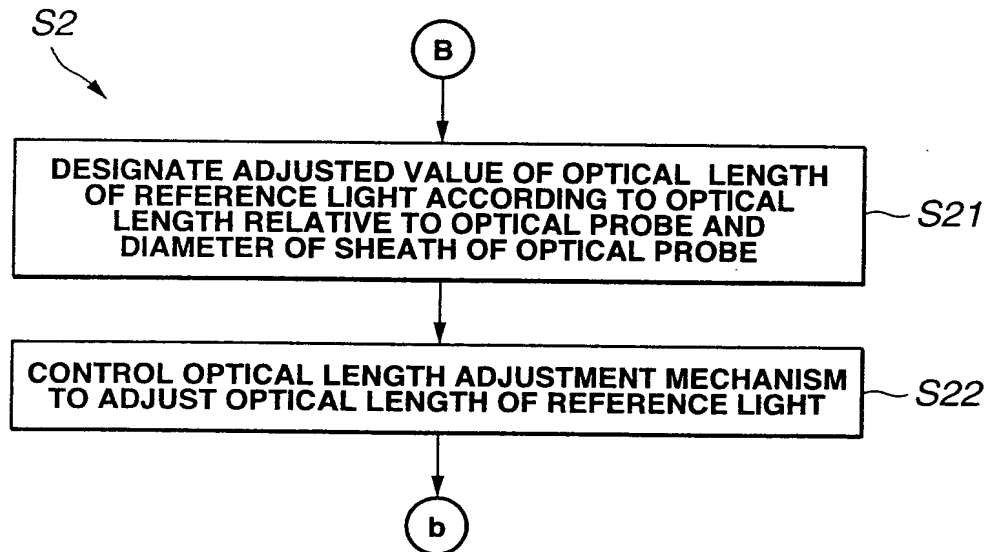 S2
B
DESIGNATE ADJUSTED VALUE OF OPTICAL LENGTH
OF REFERENCE LIGHT ACCORDING TO OPTICAL
LENGTH RELATIVE TO OPTICAL PROBE AND
DIAMETER OF SHEATH OF OPTICAL PROBE
S21
CONTROL OPTICAL LENGTH ADJUSTMENT MECHANISM
TO ADJUST OPTICAL LENGTH OF REFERENCE LIGHT
S22
b